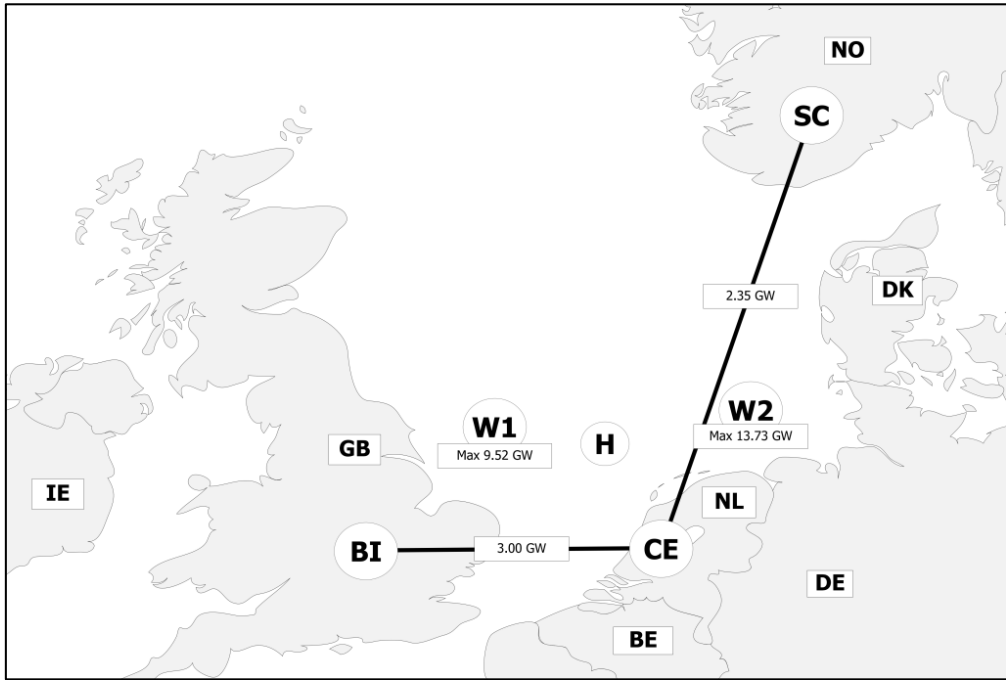 NO
SC
2.35 GW
DK
W1
Max 9.52 GW
W2
Max 13.73 GW
H
GB
IE
NL
BI
3.00 GW
CE
DE
BE